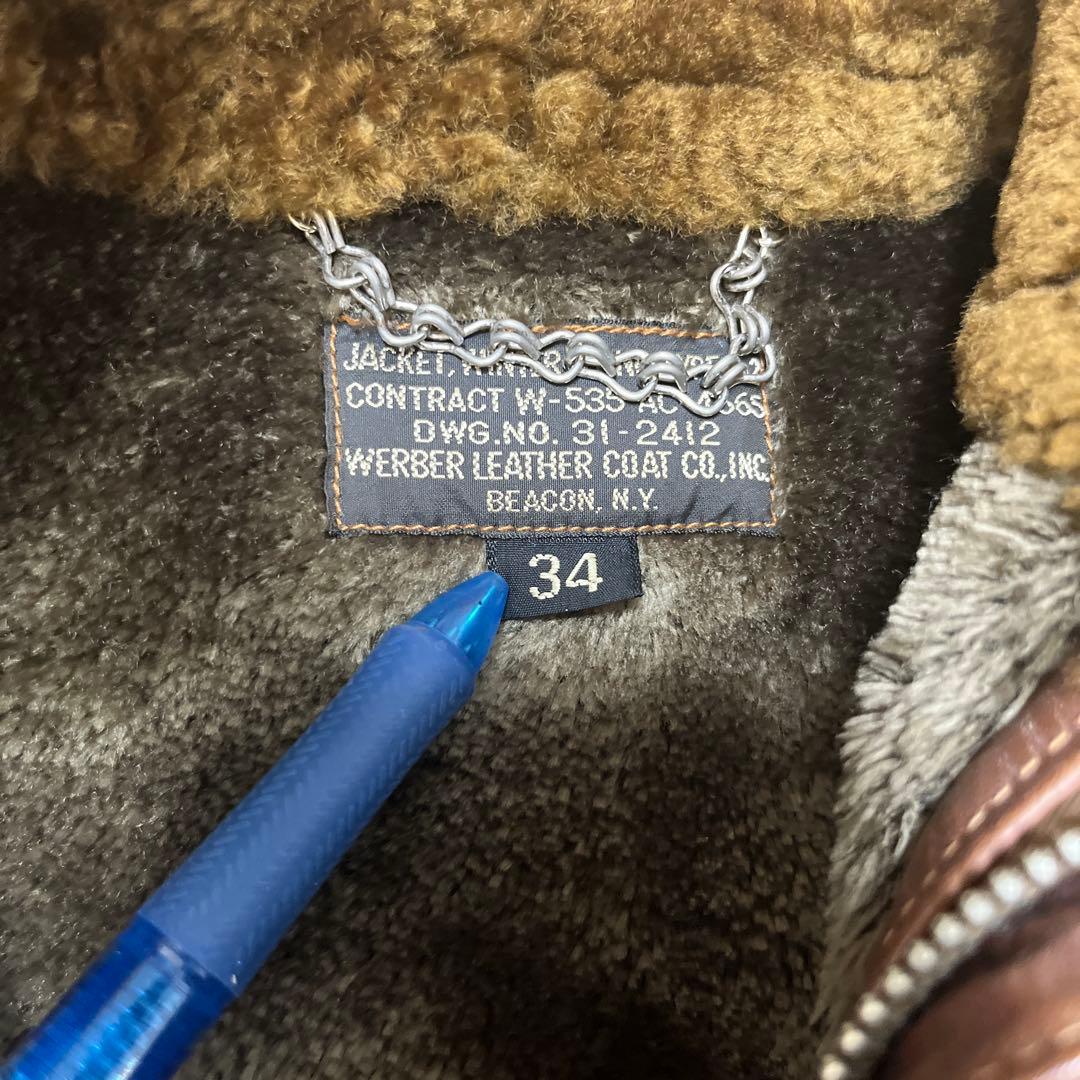 JACKET,
CONTRACT W-535 AC
DWG.NO. 31-2412
WERBER LEATHER COAT CO.,INC.
BEACON, N.Y.
34